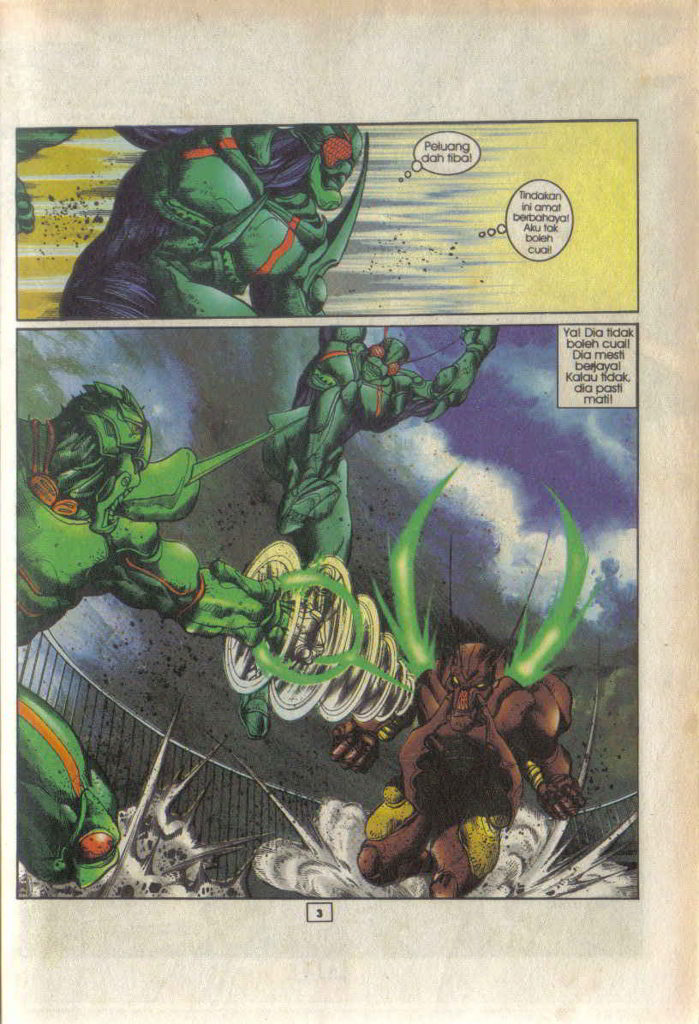 Peluang
dah tiba!
Tindakan
ini amat
berbahaya!
Aku tak
boleh
cuai!
Ya! Dia tidak
boleh cuai!
Dia mesti
berjaya!
Kalau tidak,
dia pasti
mati!
3